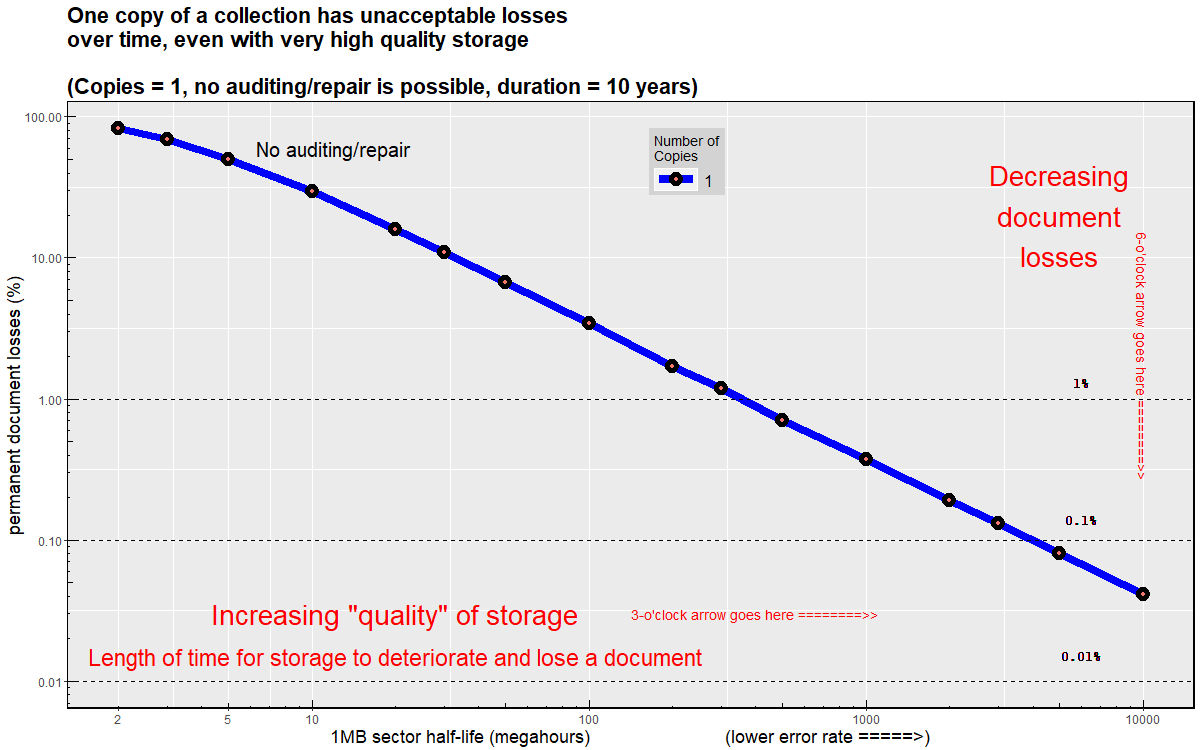 One copy of a collection has unacceptable losses
over time, even with very high quality storage
(Copies = 1, no auditing/repair is possible, duration = 10 years)
100.00
10.00
1.00
0.10
0.01
permanent document losses (%)
No auditing/repair
Number of
Copies
1
Decreasing
document
losses
6-o'clock arrow goes here ========>>
1%
0.1%
0.01%
Increasing "quality" of storage
3-o'clock arrow goes here ========>>
Length of time for storage to deteriorate and lose a document
2
5
10
100
1000
10000
1MB sector half-life (megahours)
(lower error rate =====>)